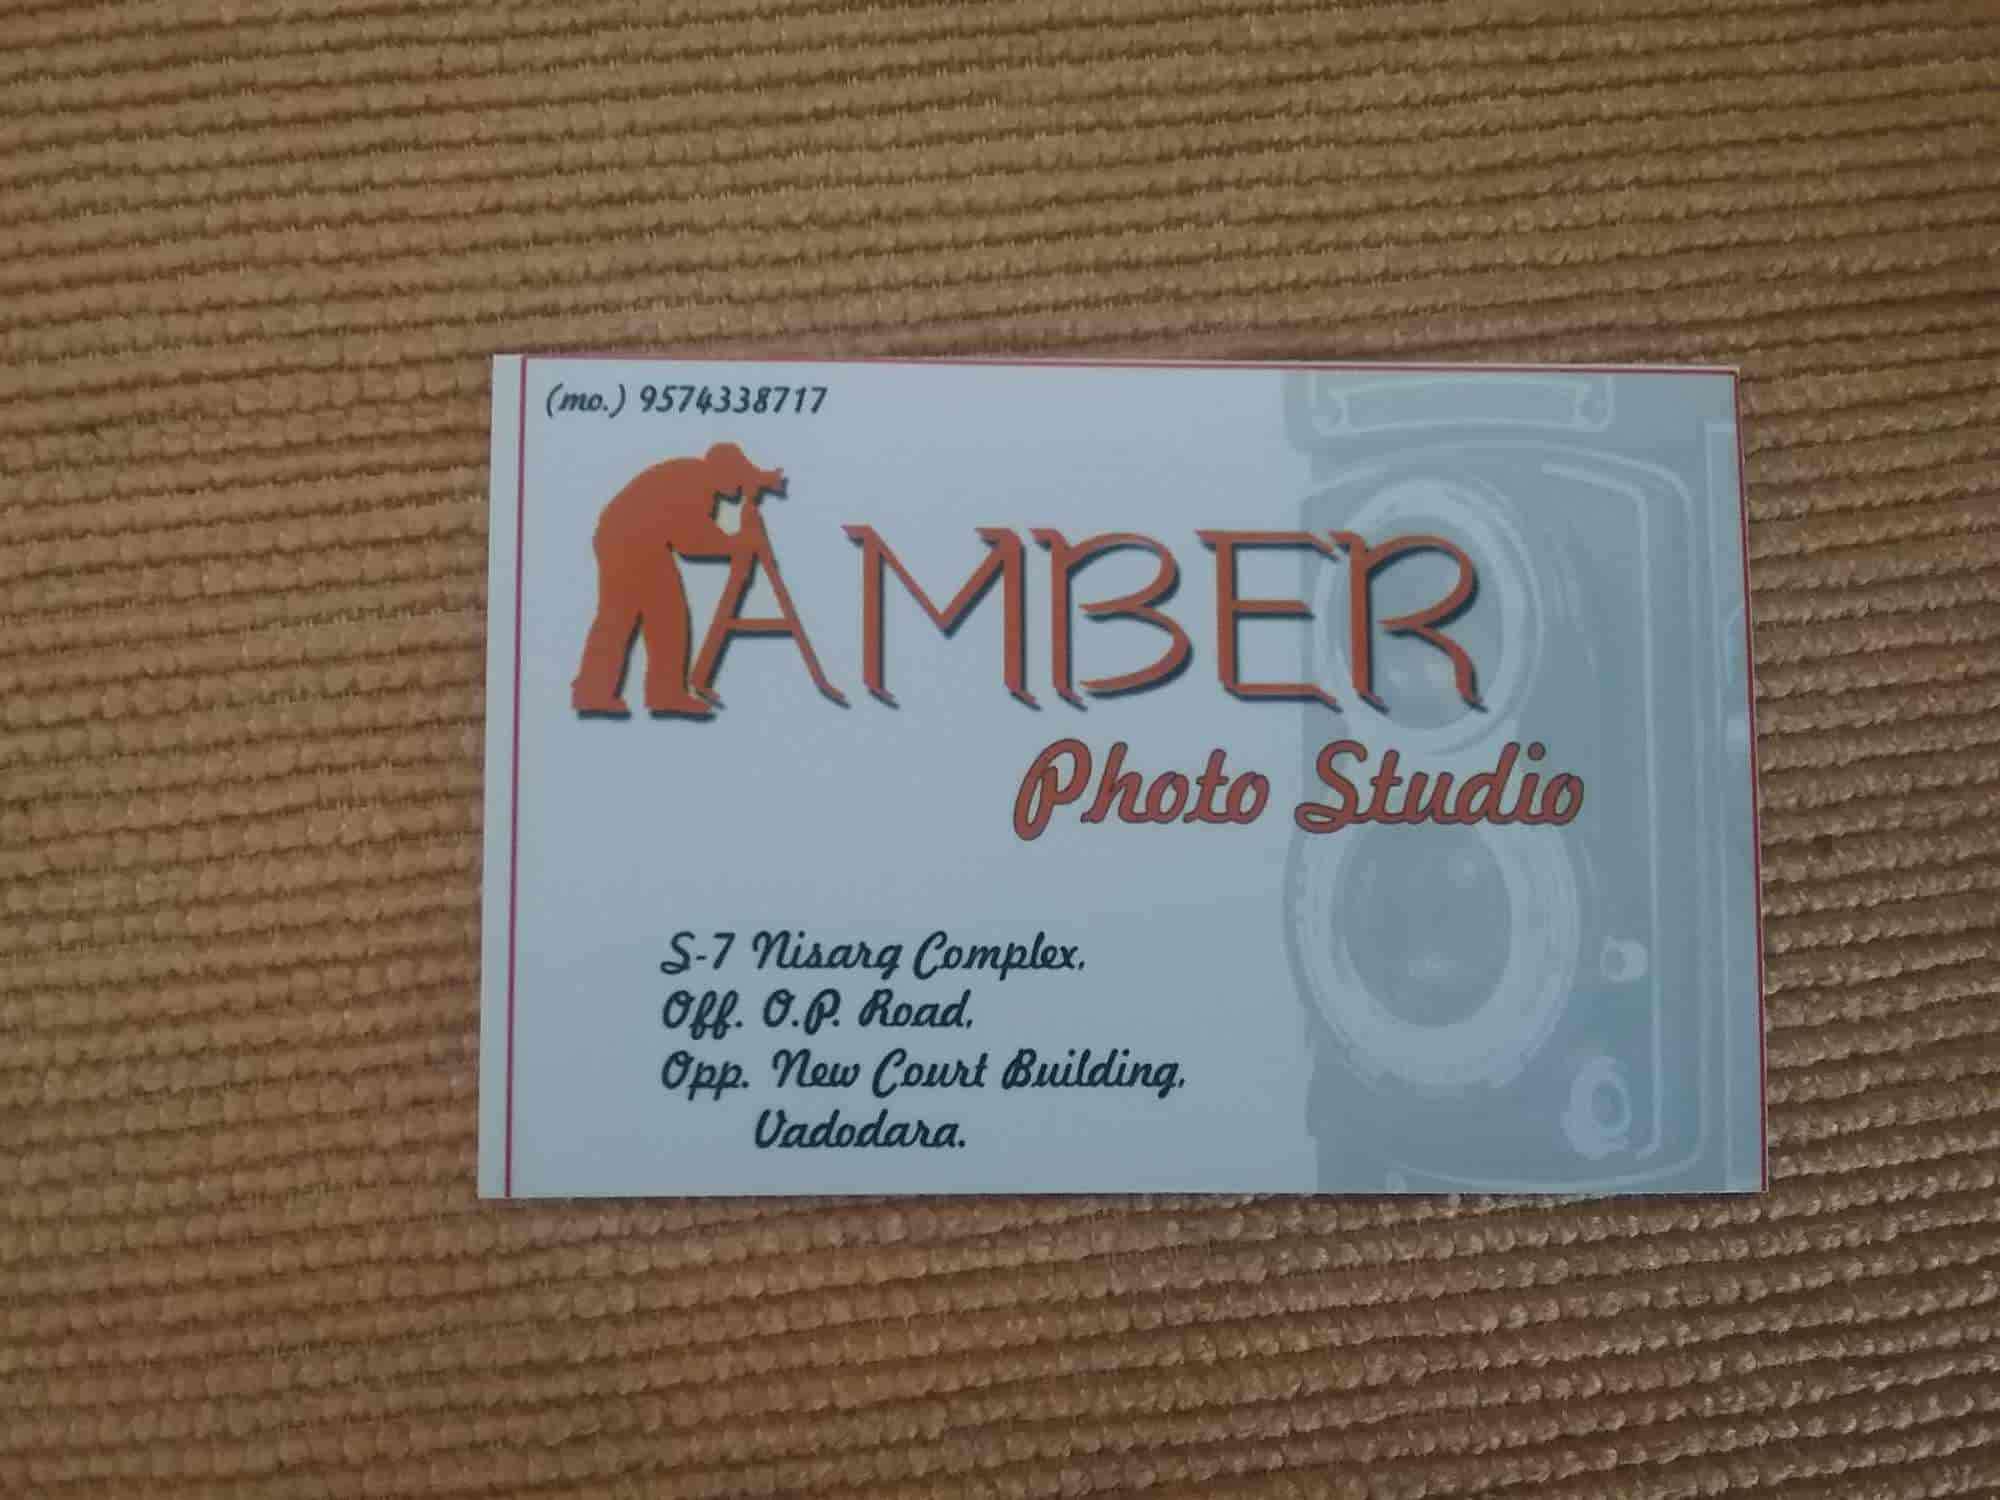 (mo.) 9574338717
AMBER
Photo Studio
S-7 Nisarg Complex,
Off. O.P. Road,
Opp. New Court Building,
Vadodara.